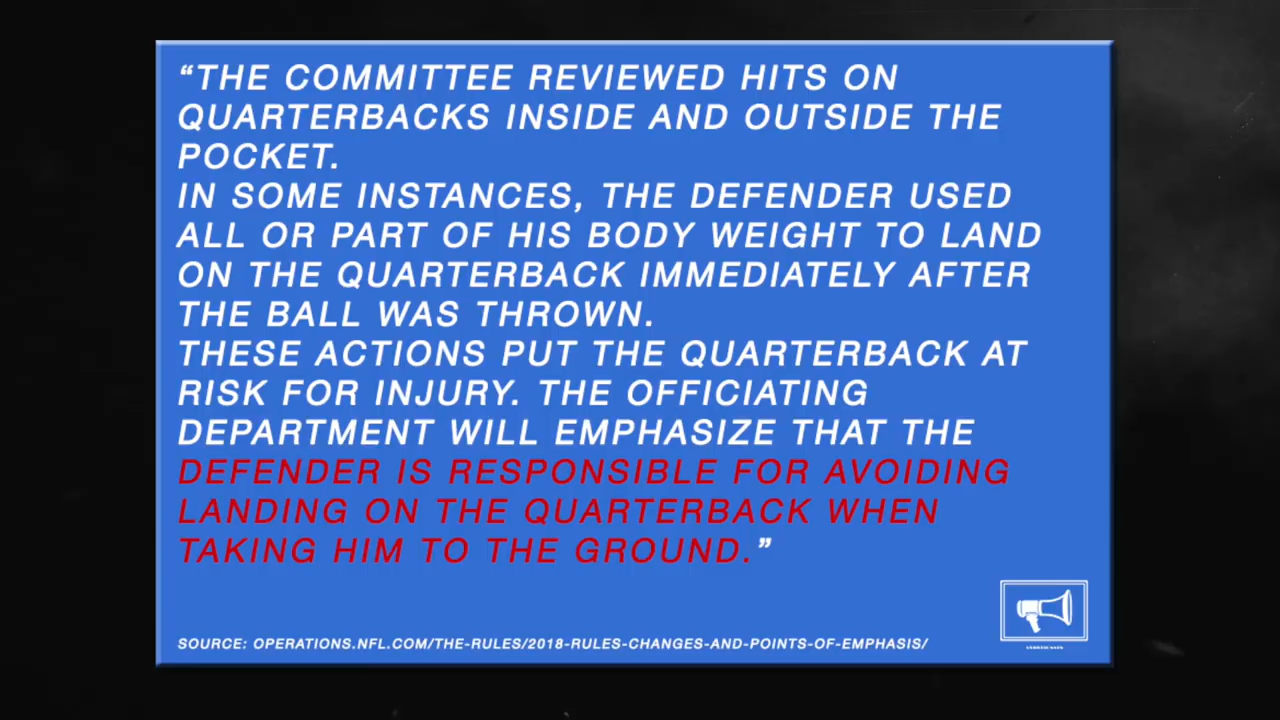 “THE COMMITTEE REVIEWED HITS ON
QUARTERBACKS INSIDE AND OUTSIDE THE
POCKET.
IN SOME INSTANCES, THE DEFENDER USED
ALL OR PART OF HIS BODY WEIGHT TO LAND
ON THE QUARTERBACK IMMEDIATELY AFTER
THE BALL WAS THROWN.
THESE ACTIONS PUT THE QUARTERBACK AT
RISK FOR INJURY. THE OFFICIATING
DEPARTMENT WILL EMPHASIZE THAT THE
DEFENDER IS RESPONSIBLE FOR AVOIDING
LANDING ON THE QUARTERBACK WHEN
TAKING HIM TO THE GROUND.”
SOURCE: OPERATIONS.NFL.COM/THE-RULES/2018-RULES-CHANGES-AND-POINTS-OF-EMPHASIS/